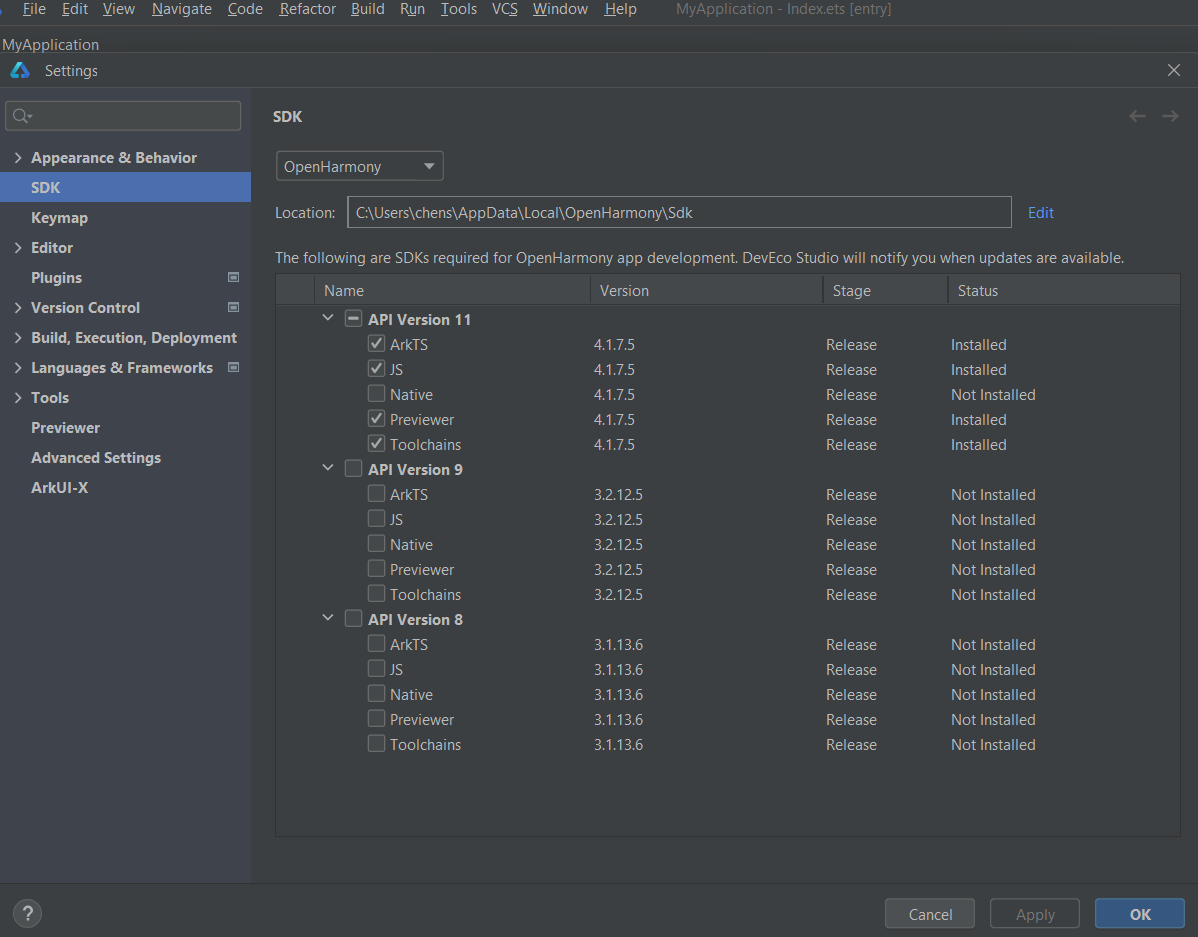 File Edit View Navigate Code Refactor Build Run Tools VCS Window Help MyApplication - Index.ets [entry]
MyApplication
Settings
SDK
Appearance & Behavior
SDK
Keymap
Editor
Plugins
Version Control
Build, Execution, Deployment
Languages & Frameworks
Tools
Previewer
Advanced Settings
ArkUI-X
OpenHarmony
Location: C:\Users\chens\AppData\Local\OpenHarmony\Sdk Edit
The following are SDKs required for OpenHarmony app development. DevEco Studio will notify you when updates are available.
Name Version Stage Status
API Version 11
ArkTS 4.1.7.5 Release Installed
JS 4.1.7.5 Release Installed
Native 4.1.7.5 Release Not Installed
Previewer 4.1.7.5 Release Installed
Toolchains 4.1.7.5 Release Installed
API Version 9
ArkTS 3.2.12.5 Release Not Installed
JS 3.2.12.5 Release Not Installed
Native 3.2.12.5 Release Not Installed
Previewer 3.2.12.5 Release Not Installed
Toolchains 3.2.12.5 Release Not Installed
API Version 8
ArkTS 3.1.13.6 Release Not Installed
JS 3.1.13.6 Release Not Installed
Native 3.1.13.6 Release Not Installed
Previewer 3.1.13.6 Release Not Installed
Toolchains 3.1.13.6 Release Not Installed
? Cancel Apply OK